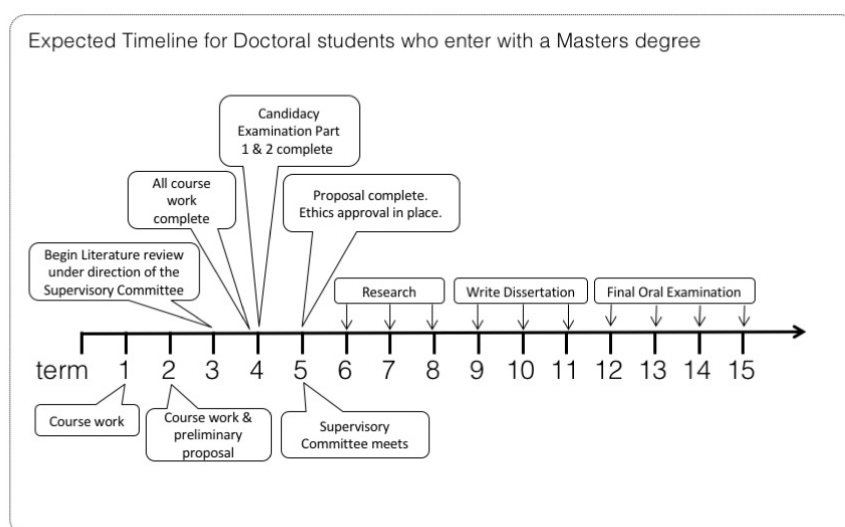 Expected Timeline for Doctoral students who enter with a Masters degree
Candidacy
Examination Part
1 & 2 complete
All course
work
complete
Proposal complete.
Ethics approval in place.
Begin Literature review
under direction of the
Supervisory Committee
Research
Write Dissertation
Final Oral Examination
term 1 2 3 4 5 6 7 8 9 10 11 12 13 14 15
Course work
Course work &
preliminary
proposal
Supervisory
Committee meets